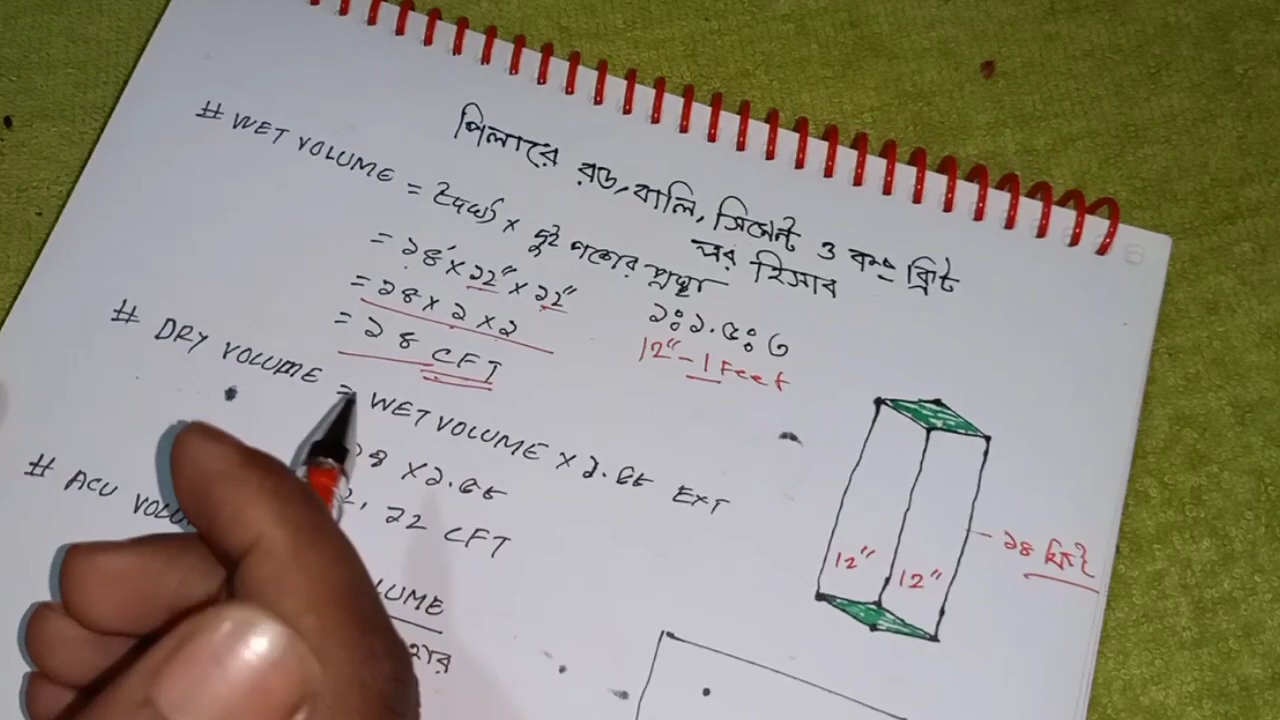 পিলারে রড, বালি, সিমেন্ট ও কংক্রিট
এর হিসাব
# WET VOLUME = দৈর্ঘ্য × দুই পাশের প্রস্থ
= ১৪' × ১২" × ১২"
= ১৪ × ১ × ১
= ১৪ CFT
১:১.৫:৩
12" - 1 Feet
# DRY VOLUME = WET VOLUME × ১.৫৫ EXT
১৪ × ১.৫৫
CFT
# ACU
12"
12"
১৪ ফিট